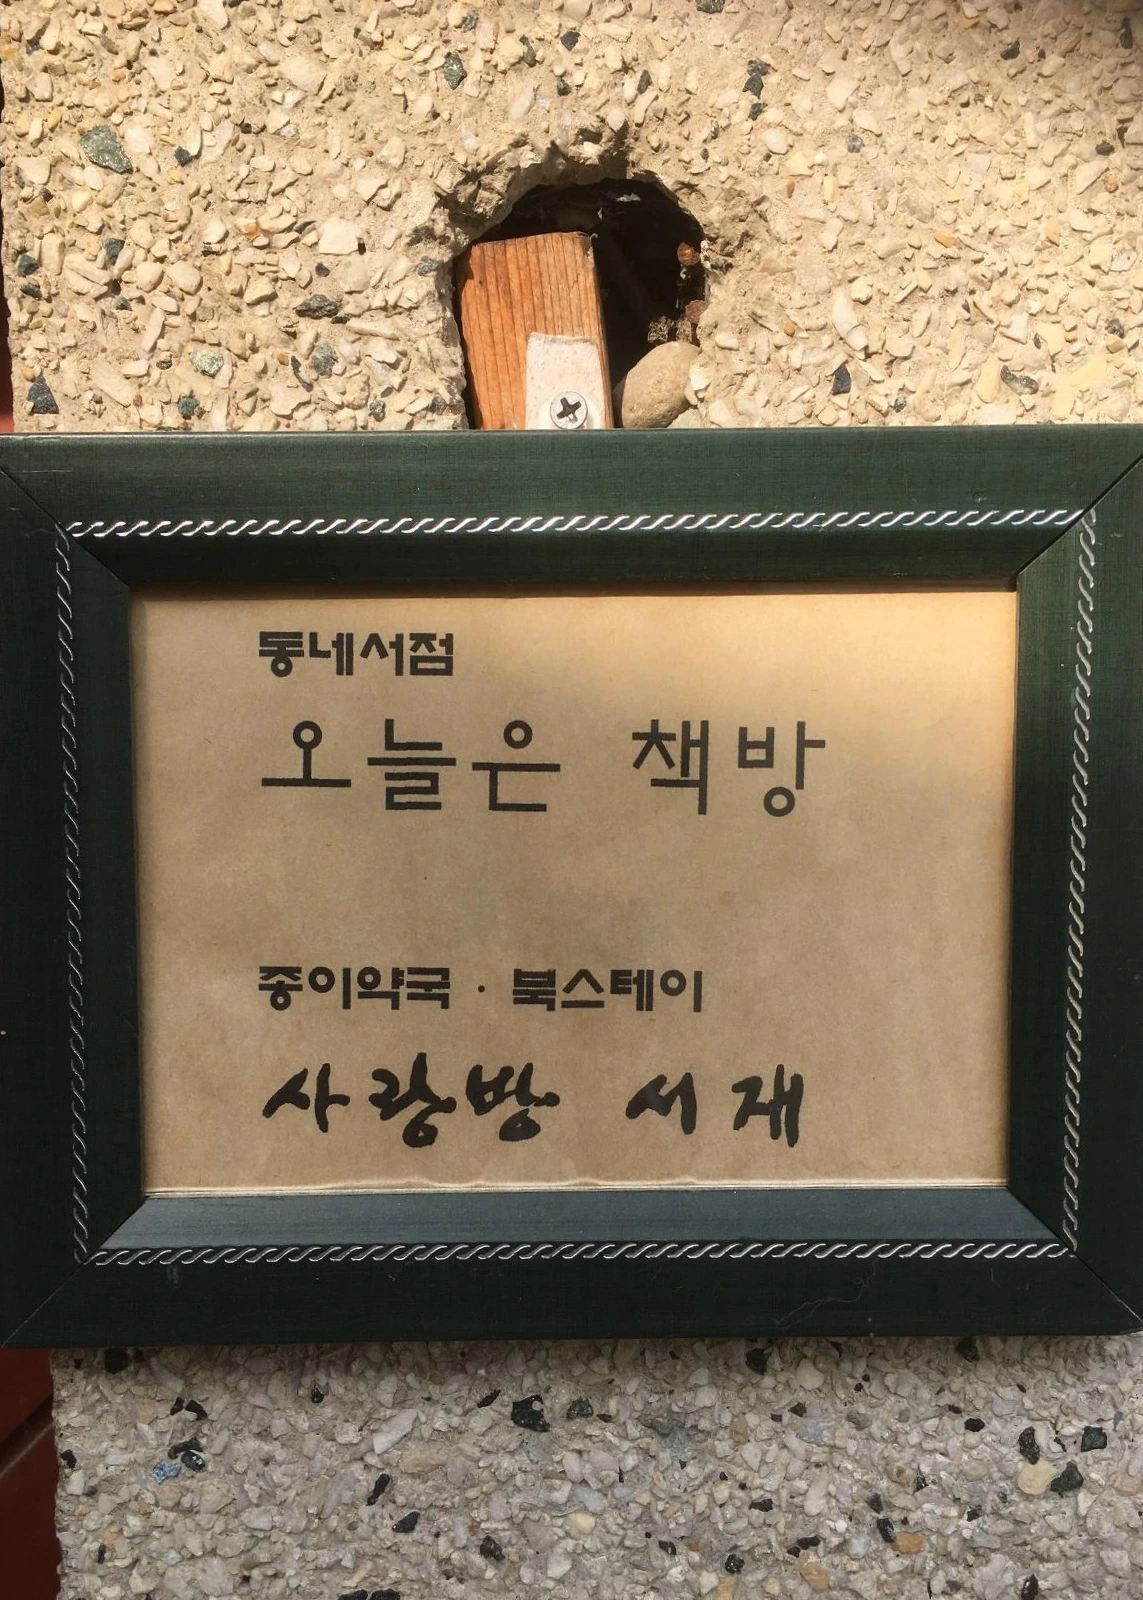 동네서점
오늘은 책방
종이약국 · 북스테이
사랑방 서재